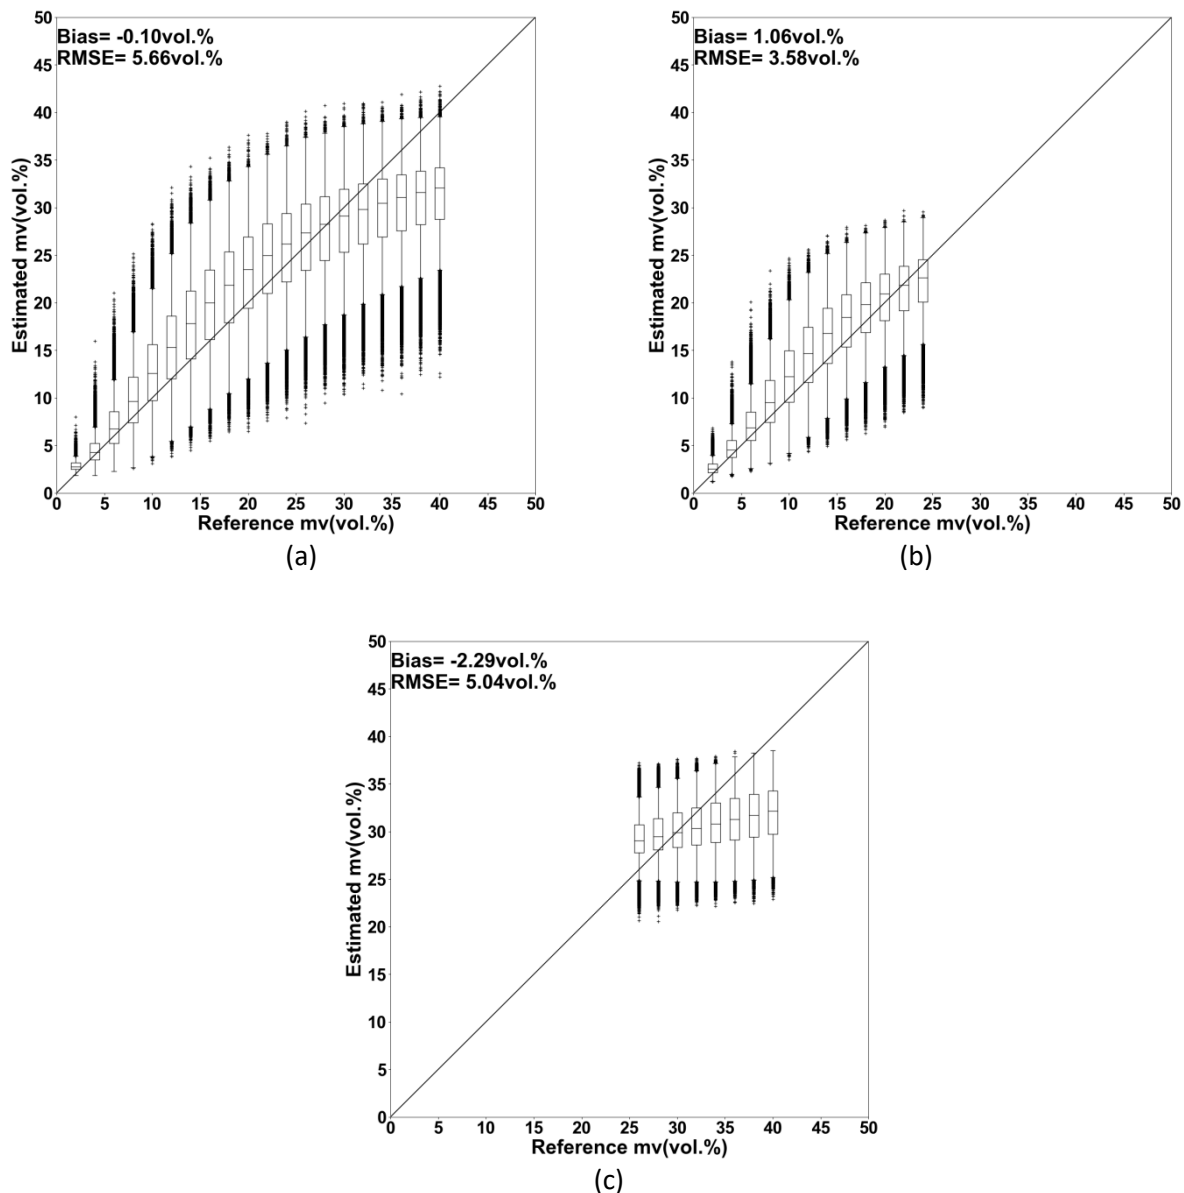 Bias= -0.10vol.%
RMSE= 5.66vol.%
50
45
40
35
30
25
20
15
10
5
0
Estimated mv(vol.%)
0 5 10 15 20 25 30 35 40 45 50
Reference mv(vol.%)
(a)
Bias= 1.06vol.%
RMSE= 3.58vol.%
50
45
40
35
30
25
20
15
10
5
0
Estimated mv(vol.%)
0 5 10 15 20 25 30 35 40 45 50
Reference mv(vol.%)
(b)
Bias= -2.29vol.%
RMSE= 5.04vol.%
50
45
40
35
30
25
20
15
10
5
0
Estimated mv(vol.%)
0 5 10 15 20 25 30 35 40 45 50
Reference mv(vol.%)
(c)